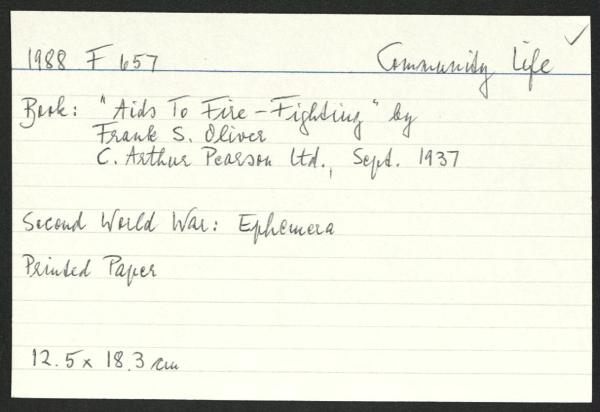 1988 F 657 Community Life
Book: "Aids To Fire-Fighting" by
Frank S. Oliver
C. Arthur Pearson Ltd., Sept. 1937
Second World War: Ephemera
Printed Paper
12.5 x 18.3 cm